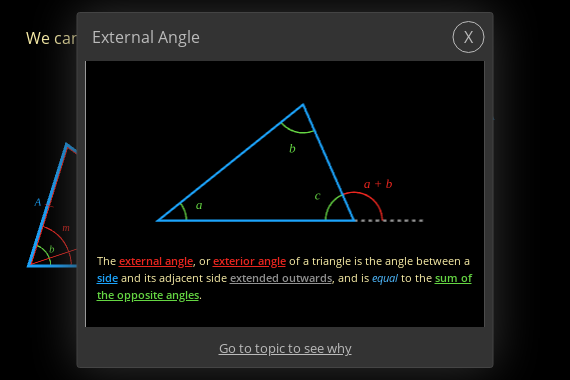 We can
External Angle
X
b
a + b
c
a
A
m
b
The external angle, or exterior angle of a triangle is the angle between a
side and its adjacent side extended outwards, and is equal to the sum of
the opposite angles.
Go to topic to see why